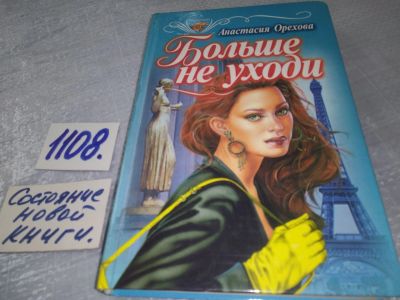 Анастасия Орехова
Больше
не уходи
1108.
Состояние
новой
книги.